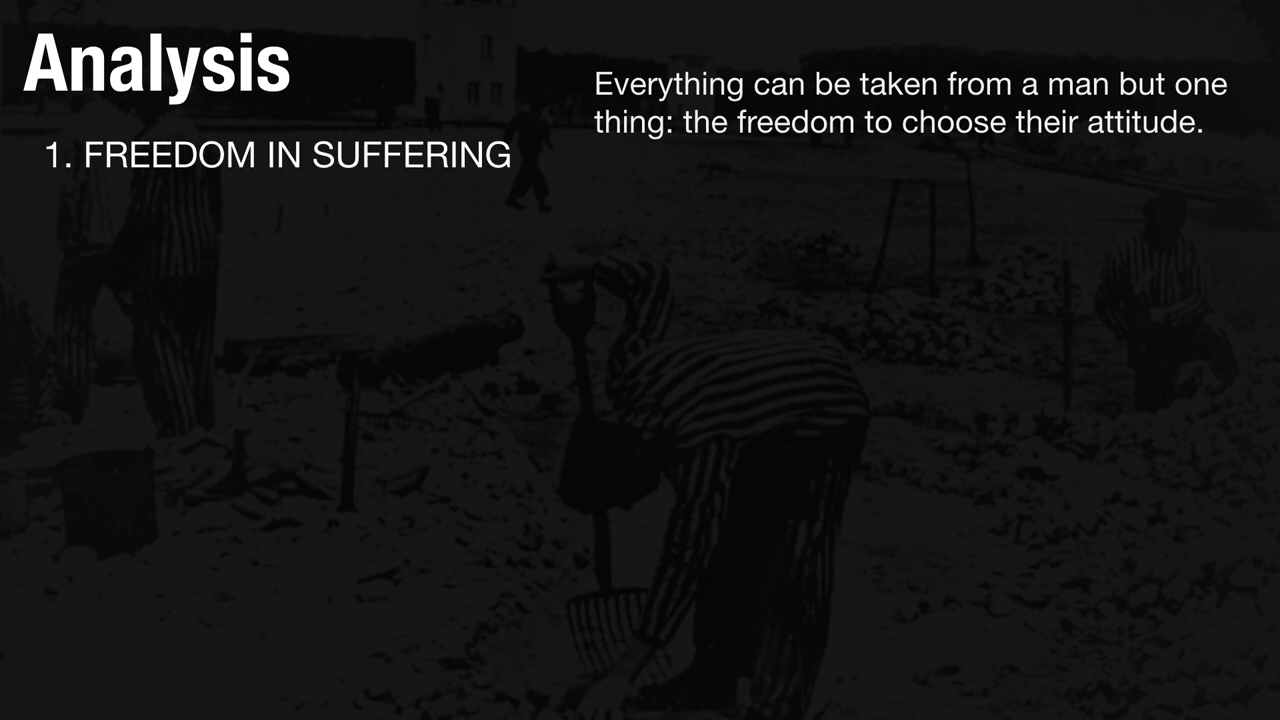 Analysis
1. FREEDOM IN SUFFERING
Everything can be taken from a man but one
thing: the freedom to choose their attitude.